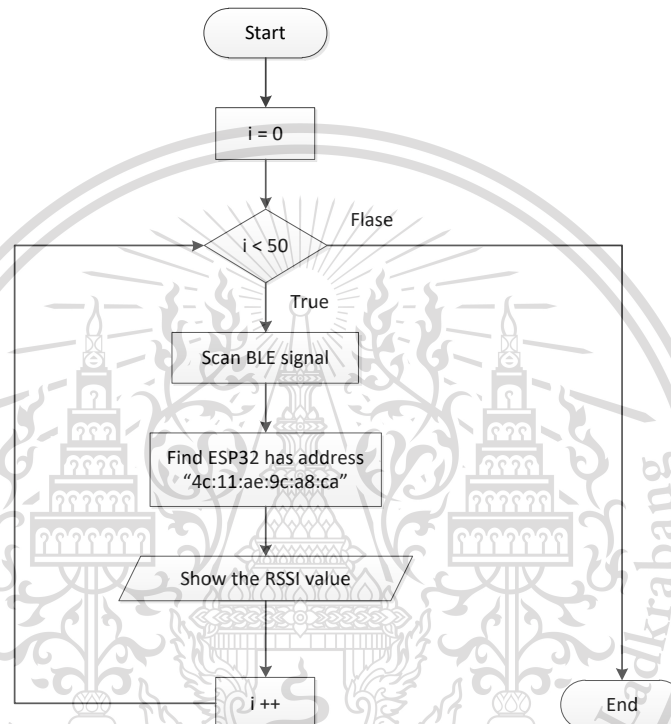 Start
i = 0
i < 50
Flase
True
Scan BLE signal
Find ESP32 has address
“4c:11:ae:9c:a8:ca”
Show the RSSI value
i ++
End